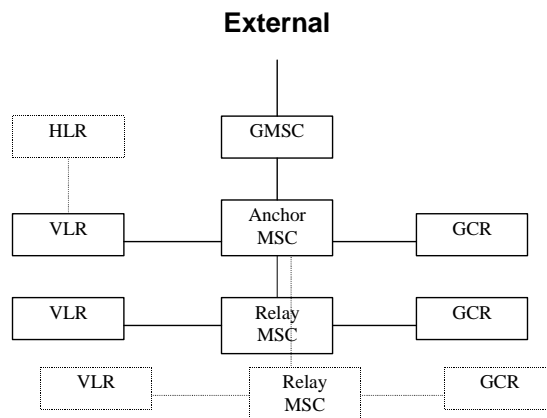 External
HLR
GMSC
VLR
Anchor
MSC
GCR
VLR
Relay
MSC
GCR
VLR
Relay
MSC
GCR